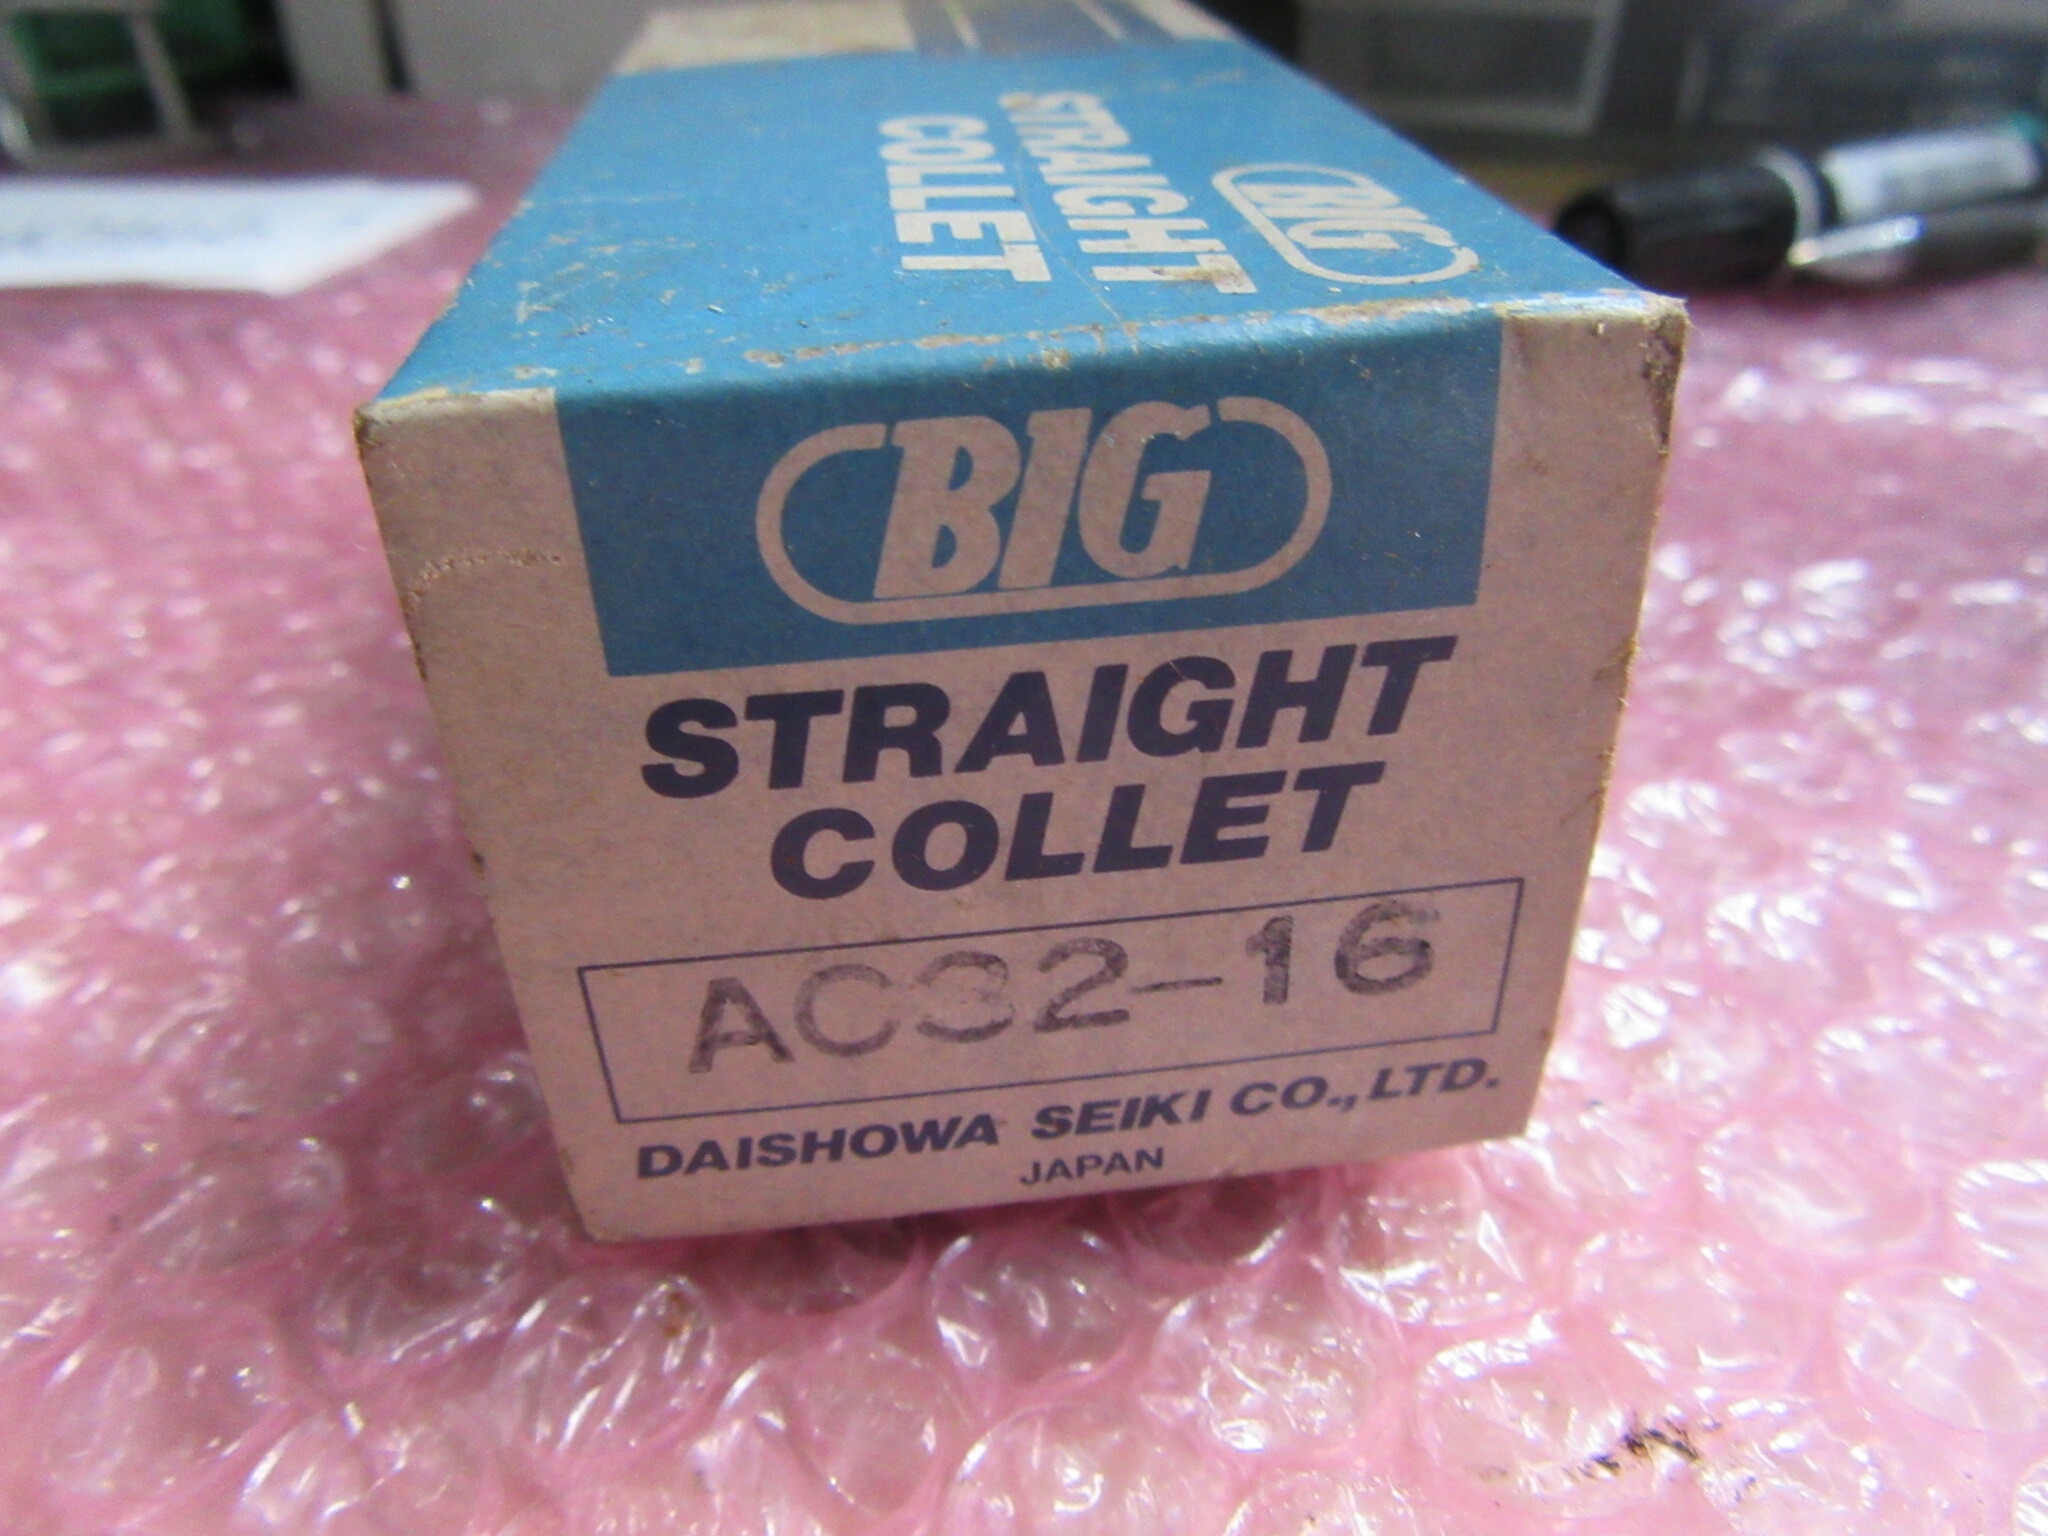 BIG
STRAIGHT
COLLET
BIG
STRAIGHT
COLLET
AC32-16
DAISHOWA SEIKI CO., LTD.
JAPAN